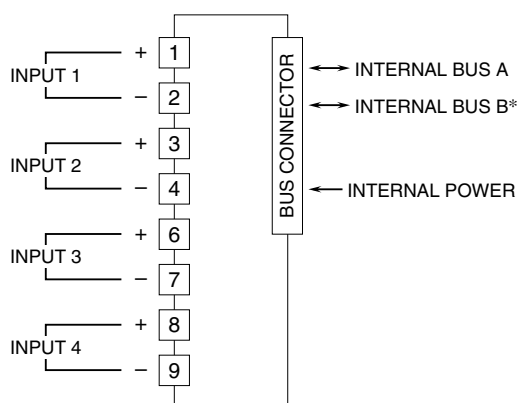 INPUT 1
+ 1
− 2
INPUT 2
+ 3
− 4
INPUT 3
+ 6
− 7
INPUT 4
+ 8
− 9
BUS CONNECTOR
INTERNAL BUS A
INTERNAL BUS B*
INTERNAL POWER